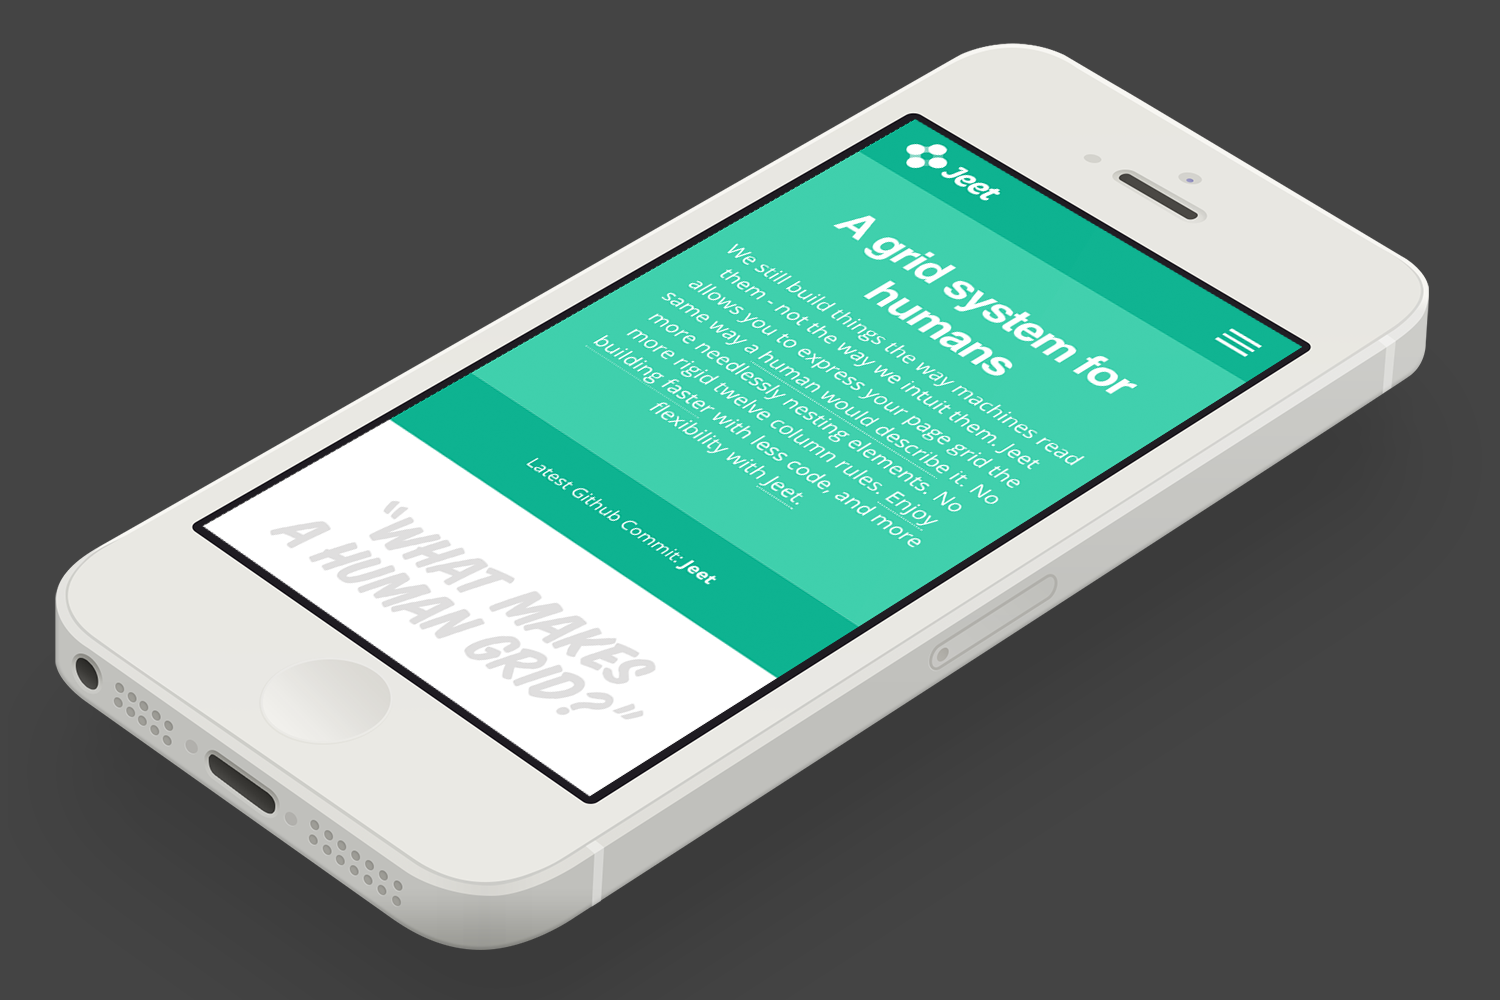 Jeet
A grid system for
humans
We still build things the way machines read
them - not the way we intuit them. Jeet
allows you to express your page grid the
same way a human would describe it. No
more needlessly nesting elements. No
more rigid twelve column rules. Enjoy
building faster with less code, and more
flexibility with Jeet.
Latest Github Commit: Jeet
"WHAT MAKES
A HUMAN GRID?"